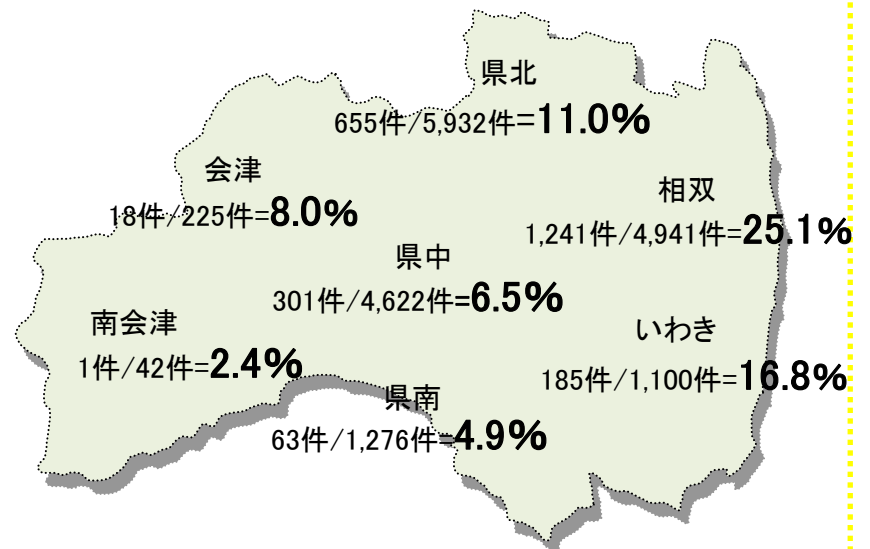 県北
655件/5,932件=11.0%
会津
18件/225件=8.0%
相双
1,241件/4,941件=25.1%
県中
301件/4,622件=6.5%
南会津
1件/42件=2.4%
いわき
185件/1,100件=16.8%
県南
63件/1,276件=4.9%